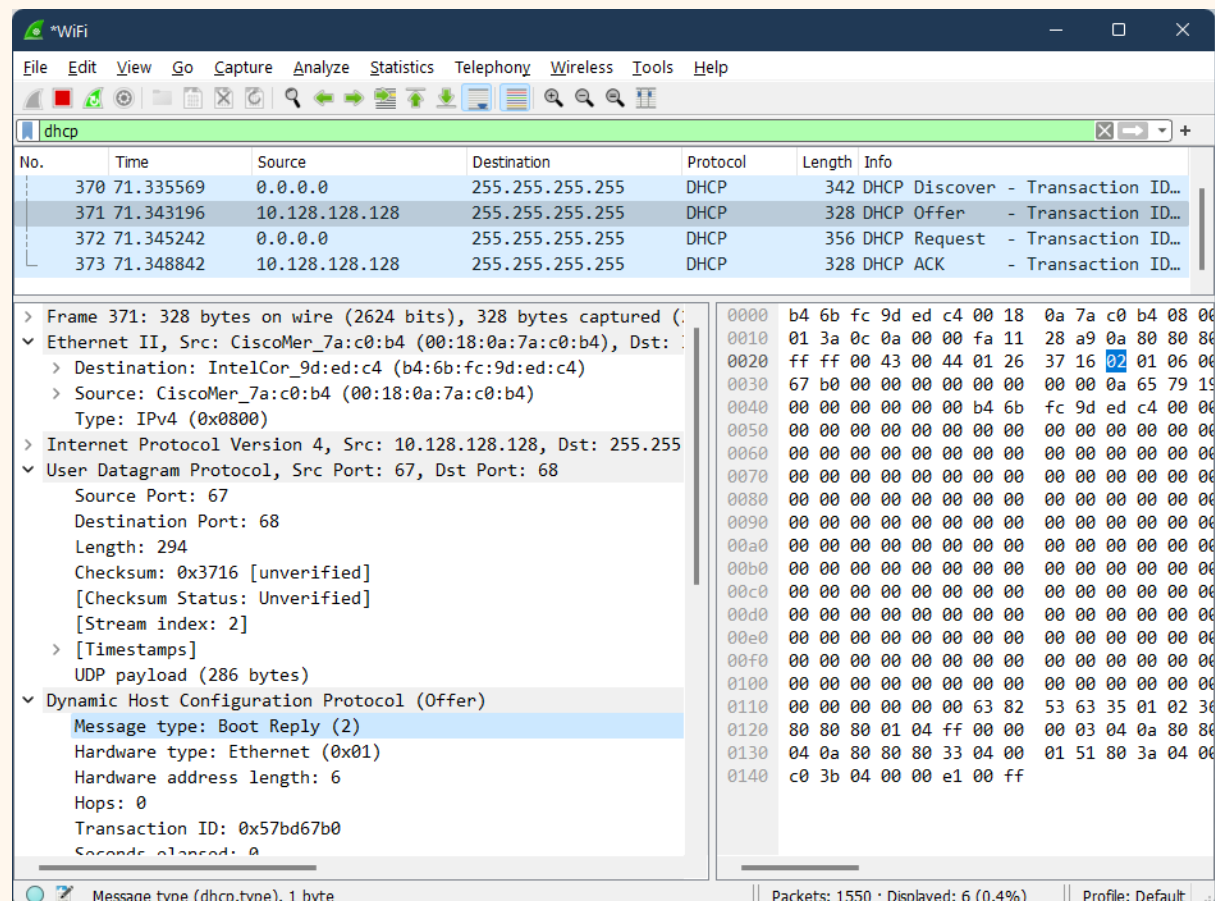 *WiFi
File Edit View Go Capture Analyze Statistics Telephony Wireless Tools Help
dhcp
No. Time Source Destination Protocol Length Info
370 71.335569 0.0.0.0 255.255.255.255 DHCP 342 DHCP Discover - Transaction ID…
371 71.343196 10.128.128.128 255.255.255.255 DHCP 328 DHCP Offer - Transaction ID…
372 71.345242 0.0.0.0 255.255.255.255 DHCP 356 DHCP Request - Transaction ID…
373 71.348842 10.128.128.128 255.255.255.255 DHCP 328 DHCP ACK - Transaction ID…
Frame 371: 328 bytes on wire (2624 bits), 328 bytes captured (
Ethernet II, Src: CiscoMer_7a:c0:b4 (00:18:0a:7a:c0:b4), Dst:
Destination: IntelCor_9d:ed:c4 (b4:6b:fc:9d:ed:c4)
Source: CiscoMer_7a:c0:b4 (00:18:0a:7a:c0:b4)
Type: IPv4 (0x0800)
Internet Protocol Version 4, Src: 10.128.128.128, Dst: 255.255
User Datagram Protocol, Src Port: 67, Dst Port: 68
Source Port: 67
Destination Port: 68
Length: 294
Checksum: 0x3716 [unverified]
[Checksum Status: Unverified]
[Stream index: 2]
[Timestamps]
UDP payload (286 bytes)
Dynamic Host Configuration Protocol (Offer)
Message type: Boot Reply (2)
Hardware type: Ethernet (0x01)
Hardware address length: 6
Hops: 0
Transaction ID: 0x57bd67b0
Seconds elapsed: 0
0000 b4 6b fc 9d ed c4 00 18 0a 7a c0 b4 08 00
0010 01 3a 0c 0a 00 00 fa 11 28 a9 0a 80 80 80
0020 ff ff 00 43 00 44 01 26 37 16 02 01 06 00
0030 67 b0 00 00 00 00 00 00 00 00 0a 65 79 19
0040 00 00 00 00 00 00 b4 6b fc 9d ed c4 00 00
0050 00 00 00 00 00 00 00 00 00 00 00 00 00 00
0060 00 00 00 00 00 00 00 00 00 00 00 00 00 00
0070 00 00 00 00 00 00 00 00 00 00 00 00 00 00
0080 00 00 00 00 00 00 00 00 00 00 00 00 00 00
0090 00 00 00 00 00 00 00 00 00 00 00 00 00 00
00a0 00 00 00 00 00 00 00 00 00 00 00 00 00 00
00b0 00 00 00 00 00 00 00 00 00 00 00 00 00 00
00c0 00 00 00 00 00 00 00 00 00 00 00 00 00 00
00d0 00 00 00 00 00 00 00 00 00 00 00 00 00 00
00e0 00 00 00 00 00 00 00 00 00 00 00 00 00 00
00f0 00 00 00 00 00 00 00 00 00 00 00 00 00 00
0100 00 00 00 00 00 00 00 00 00 00 00 00 00 00
0110 00 00 00 00 00 00 63 82 53 63 35 01 02 36
0120 80 80 80 01 04 ff 00 00 00 03 04 0a 80 80
0130 04 0a 80 80 80 33 04 00 01 51 80 3a 04 00
0140 c0 3b 04 00 00 e1 00 ff
Message type (dhcp.type), 1 byte
Packets: 1550 · Displayed: 6 (0.4%)
Profile: Default